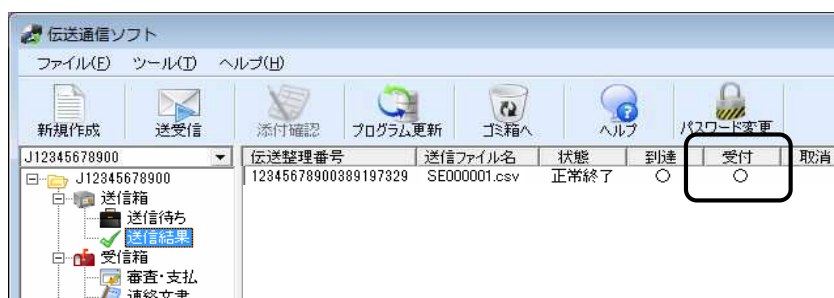 伝送通信ソフト
ファイル(F) ツール(T) ヘルプ(H)
新規作成 送受信 添付確認 プログラム更新 ゴミ箱へ ヘルプ パスワード変更
J12345678900 伝送整理番号 送信ファイル名 状態 到達 受付 取消
J12345678900 12345678900389197329 SE000001.csv 正常終了 ○ ○
送信箱
送信待ち
送信結果
受信箱
審査・支払
連絡文書